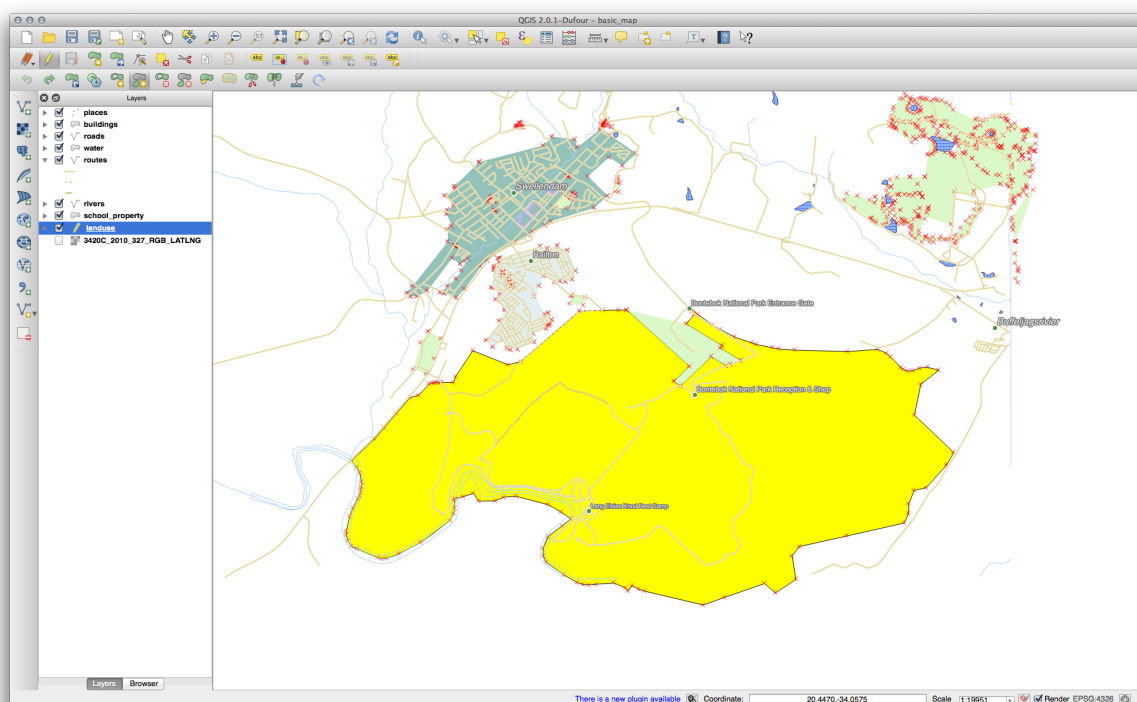 QGIS 2.0.1-Dufour - basic_map
Layers
places
buildings
roads
water
routes
rivers
school_property
landuse
3420C_2010_327_RGB_LATLNG
Swellendam
Railton
Bontebok National Park Entrance Gate
Buffeljagsrivier
Bontebok National Park Reception & Shop
Lang Elsies Kraal Rest Camp
Layers
Browser
There is a new plugin available
Coordinate:
20.4470,-34.0575
Scale
1:19951
Render
EPSG:4326